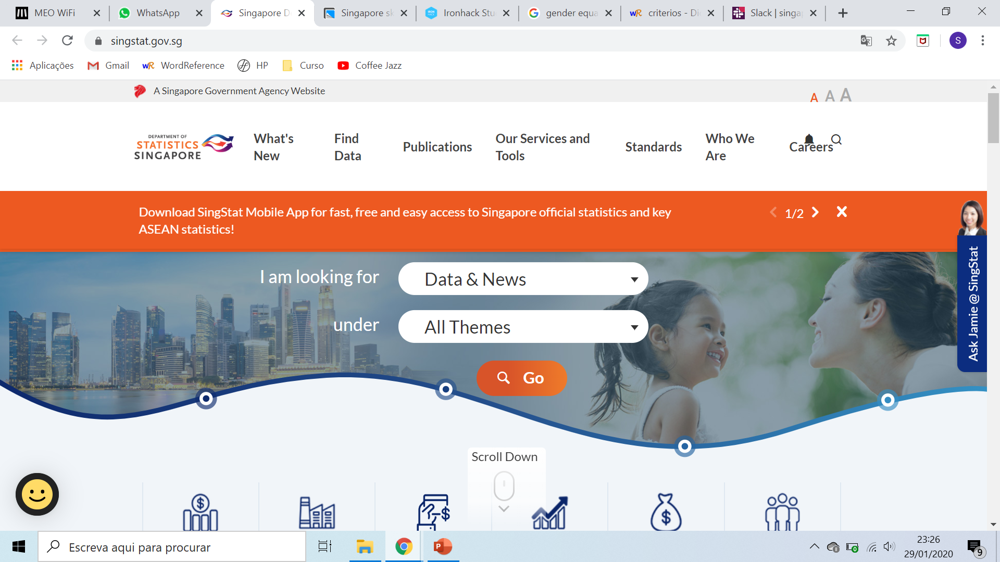 MEO WiFi
WhatsApp
Singapore D
Singapore sk
Ironhack Stu
gender equa
criterios - Di
Slack | singa
singstat.gov.sg
S
Aplicações
Gmail
WordReference
HP
Curso
Coffee Jazz
A Singapore Government Agency Website
A A A
DEPARTMENT OF
STATISTICS
SINGAPORE
What's
New
Find
Data
Publications
Our Services and
Tools
Standards
Who We
Are
Careers
Download SingStat Mobile App for fast, free and easy access to Singapore official statistics and key
ASEAN statistics!
1/2
Ask Jamie @ SingStat
I am looking for
Data & News
under
All Themes
Go
Scroll Down
Escreva aqui para procurar
23:26
29/01/2020
9